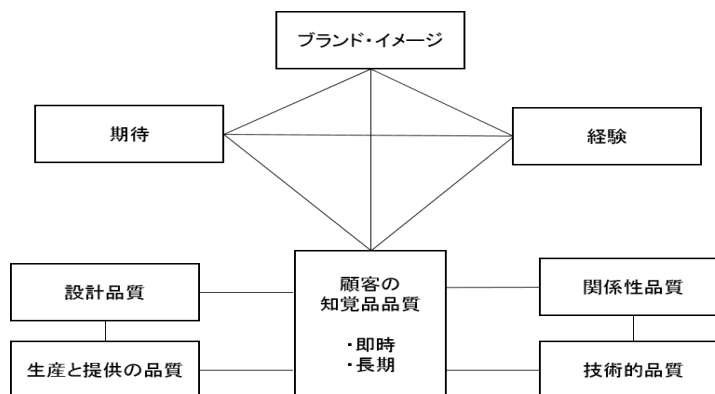 ブランド・イメージ
期待
経験
設計品質
顧客の
知覚品品質
・即時
・長期
関係性品質
生産と提供の品質
技術的品質